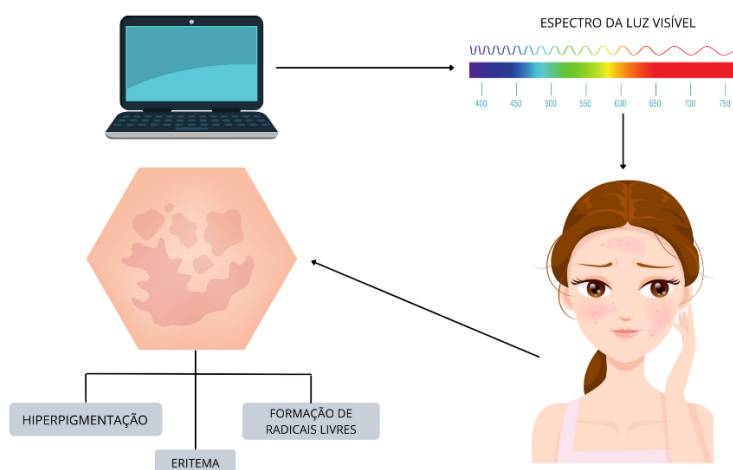 ESPECTRO DA LUZ VISÍVEL
400 450 500 550 600 650 700 750
HIPERPIGMENTAÇÃO
FORMAÇÃO DE
RADICAIS LIVRES
ERITEMA